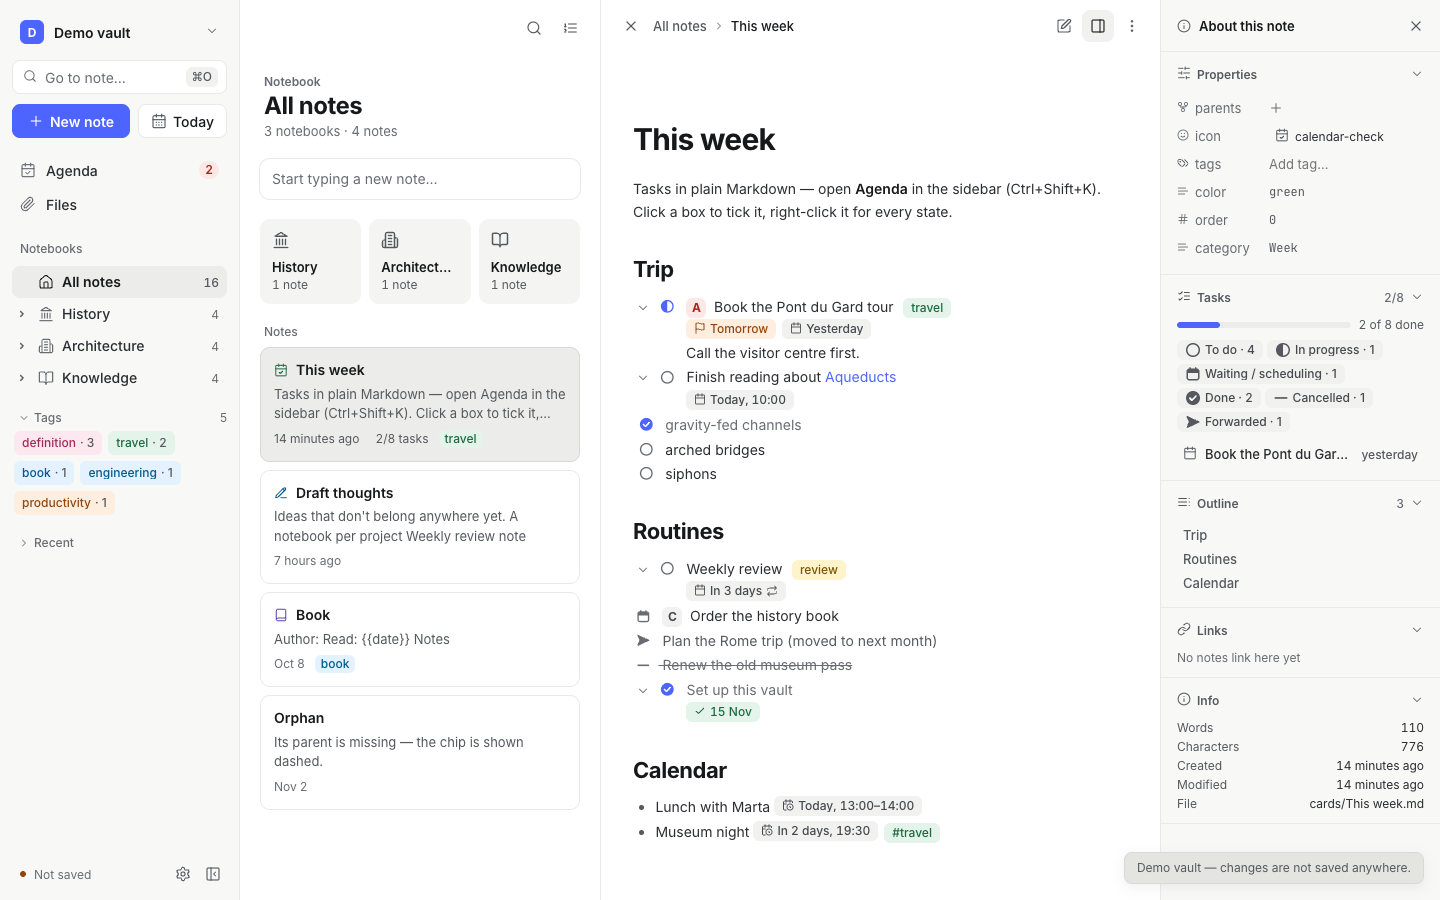 D Demo vault
Go to note... ⌘O
+ New note
Today
Agenda 2
Files
Notebooks
All notes 16
History 4
Architecture 4
Knowledge 4
Tags 5
definition · 3 travel · 2
book · 1 engineering · 1
productivity · 1
Recent
Not saved
Notebook
All notes
3 notebooks · 4 notes
Start typing a new note...
History
1 note
Architect...
1 note
Knowledge
1 note
Notes
This week
Tasks in plain Markdown — open Agenda in the
sidebar (Ctrl+Shift+K). Click a box to tick it,...
14 minutes ago 2/8 tasks travel
Draft thoughts
Ideas that don't belong anywhere yet. A
notebook per project Weekly review note
7 hours ago
Book
Author: Read: {{date}} Notes
Oct 8 book
Orphan
Its parent is missing — the chip is shown
dashed.
Nov 2
All notes > This week
This week
Tasks in plain Markdown — open Agenda in the sidebar (Ctrl+Shift+K).
Click a box to tick it, right-click it for every state.
Trip
A Book the Pont du Gard tour travel
Tomorrow Yesterday
Call the visitor centre first.
Finish reading about Aqueducts
Today, 10:00
gravity-fed channels
arched bridges
siphons
Routines
Weekly review review
In 3 days
C Order the history book
Plan the Rome trip (moved to next month)
Renew the old museum pass
Set up this vault
15 Nov
Calendar
Lunch with Marta Today, 13:00–14:00
Museum night In 2 days, 19:30 #travel
About this note
Properties
parents +
icon calendar-check
tags Add tag...
color green
order 0
category Week
Tasks 2/8
2 of 8 done
To do · 4 In progress · 1
Waiting / scheduling · 1
Done · 2 Cancelled · 1
Forwarded · 1
Book the Pont du Gar... yesterday
Outline 3
Trip
Routines
Calendar
Links
No notes link here yet
Info
Words 110
Characters 776
Created 14 minutes ago
Modified 14 minutes ago
File cards/This week.md
Demo vault — changes are not saved anywhere.